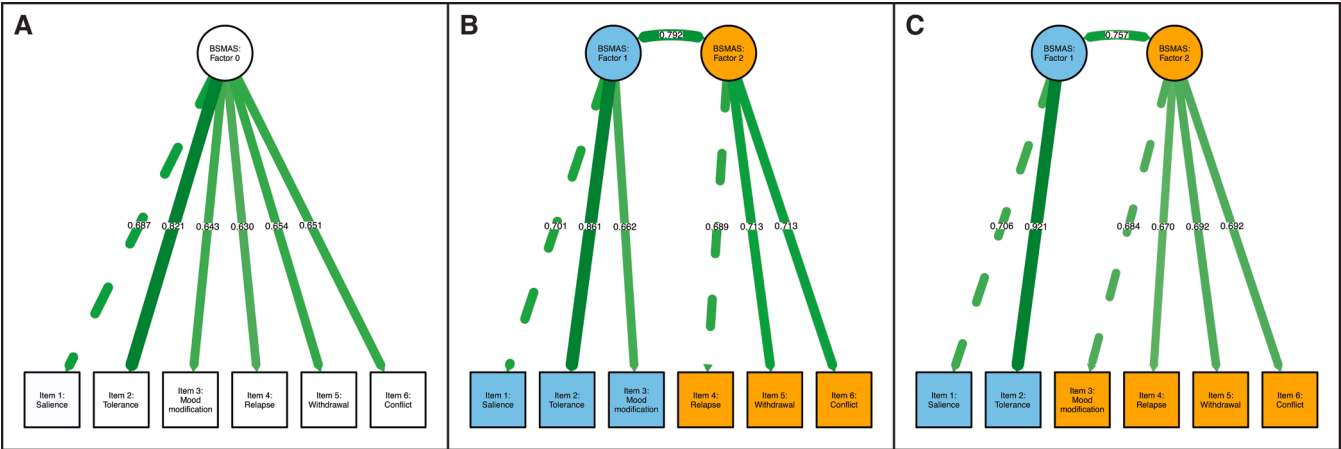 A
BSMAS:
Factor 0
0.687 0.821 0.643 0.630 0.654 0.651
Item 1:
Salience
Item 2:
Tolerance
Item 3:
Mood
modification
Item 4:
Relapse
Item 5:
Withdrawal
Item 6:
Conflict
B
BSMAS:
Factor 1
0.792
BSMAS:
Factor 2
0.701 0.861 0.662 0.689 0.713 0.713
Item 1:
Salience
Item 2:
Tolerance
Item 3:
Mood
modification
Item 4:
Relapse
Item 5:
Withdrawal
Item 6:
Conflict
C
BSMAS:
Factor 1
0.757
BSMAS:
Factor 2
0.706 0.921 0.684 0.670 0.692 0.692
Item 1:
Salience
Item 2:
Tolerance
Item 3:
Mood
modification
Item 4:
Relapse
Item 5:
Withdrawal
Item 6:
Conflict